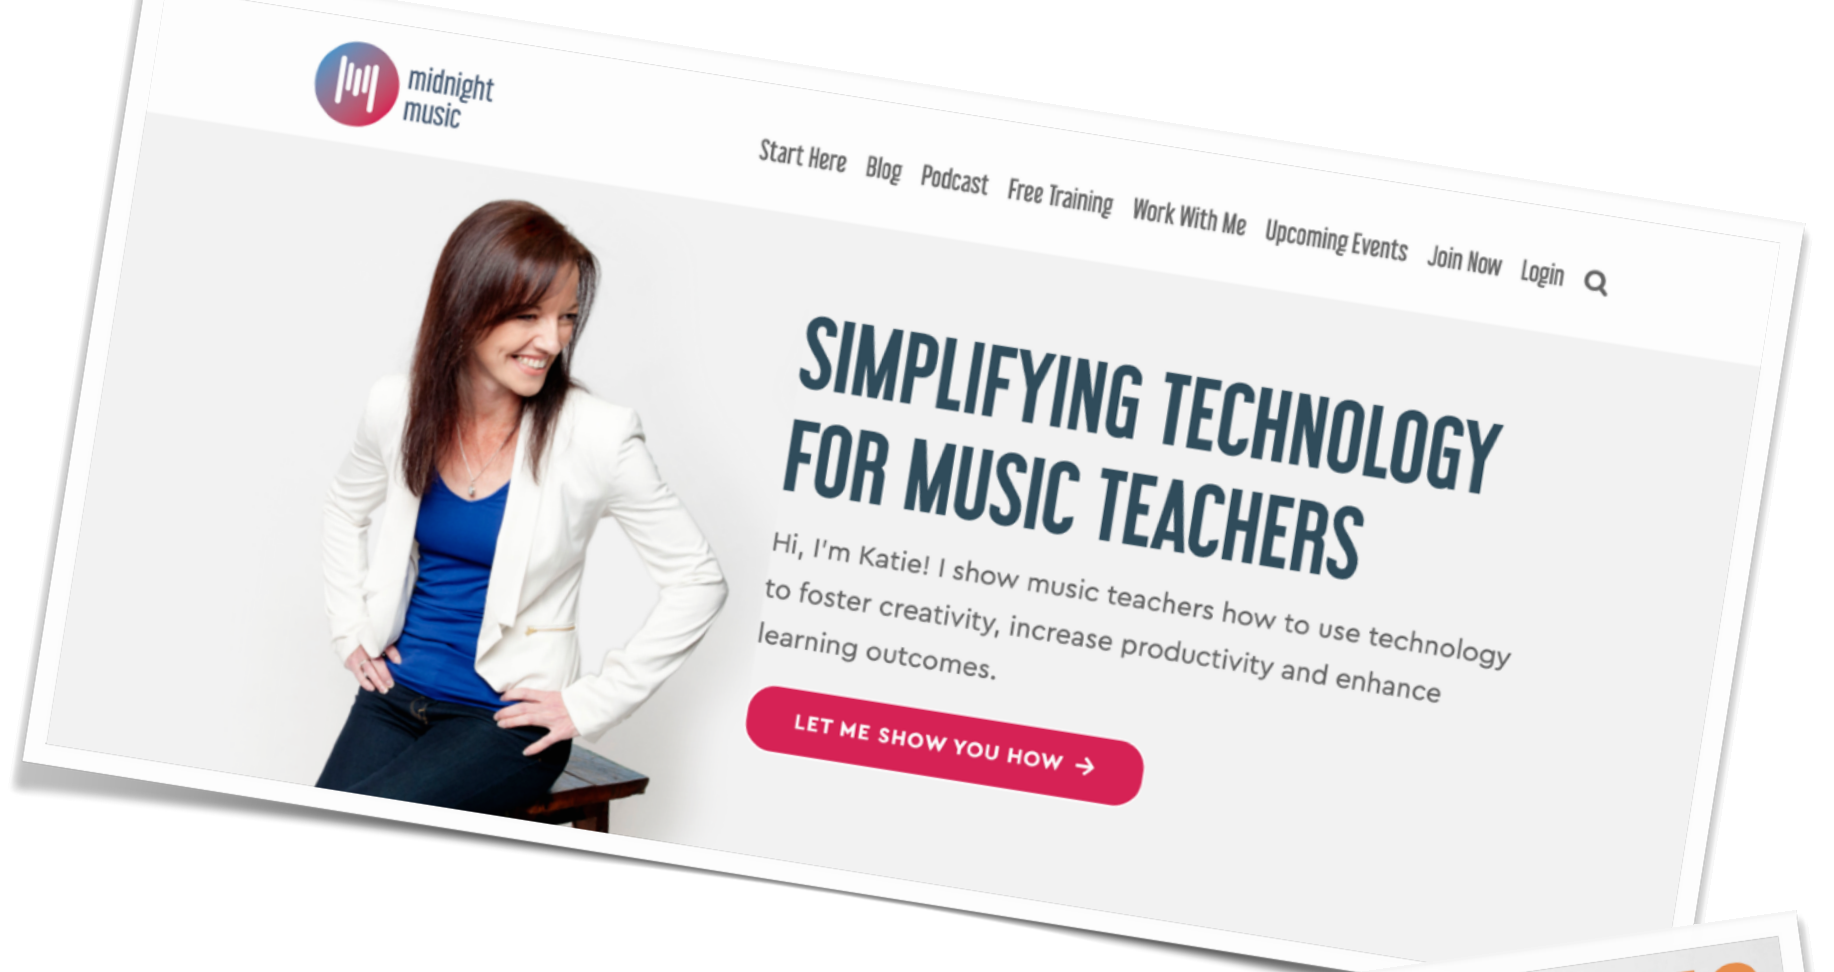 midnight
music
Start Here Blog Podcast Free Training Work With Me Upcoming Events Join Now Login
SIMPLIFYING TECHNOLOGY
FOR MUSIC TEACHERS
Hi, I'm Katie! I show music teachers how to use technology
to foster creativity, increase productivity and enhance
learning outcomes.
LET ME SHOW YOU HOW →